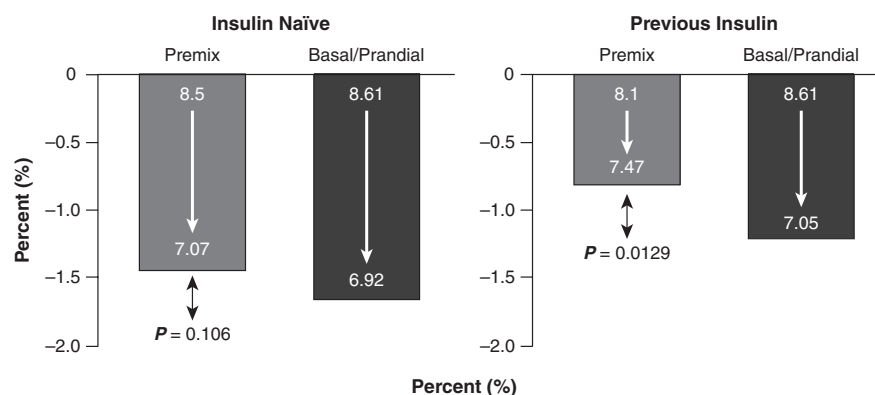 Insulin Naïve
Premix Basal/Prandial
0
–0.5
–1.0
–1.5
–2.0
Percent (%)
8.5
7.07
8.61
6.92
P = 0.106
Previous Insulin
Premix Basal/Prandial
0
–0.5
–1.0
–1.5
–2.0
8.1
7.47
8.61
7.05
P = 0.0129
Percent (%)